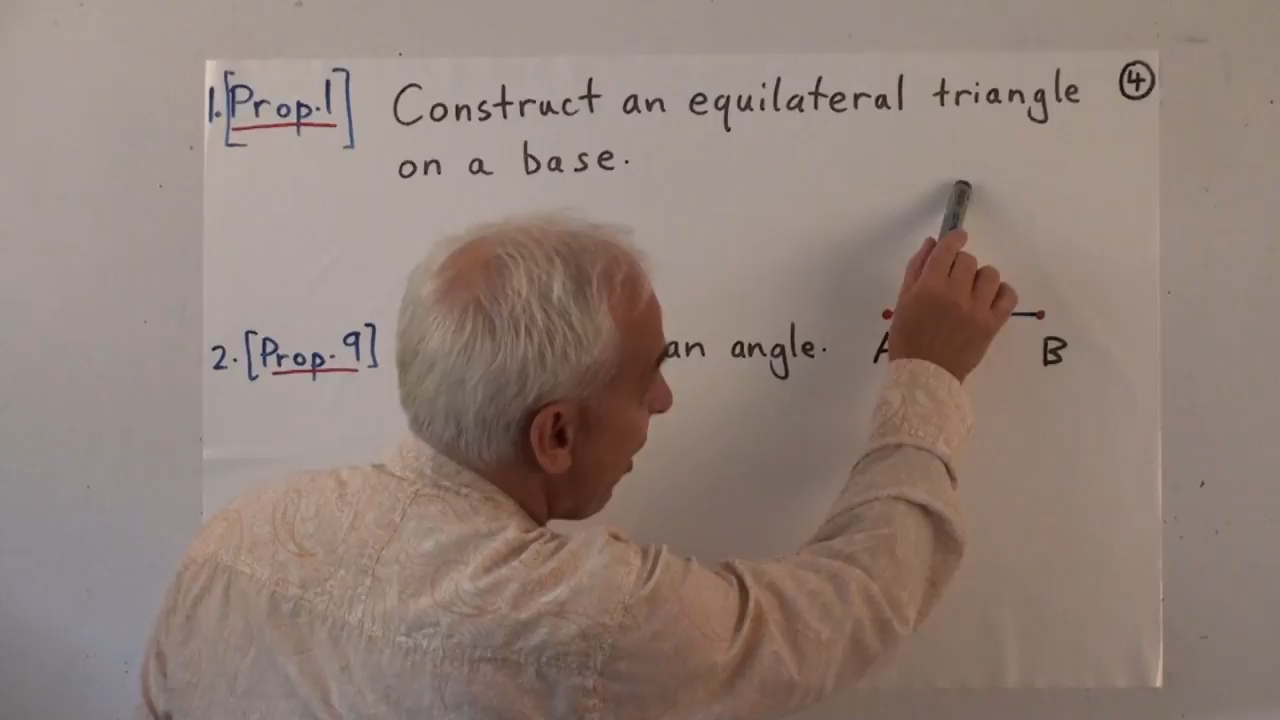 1. [Prop.1] Construct an equilateral triangle ④
on a base.
2. [Prop. 9] an angle.
A B